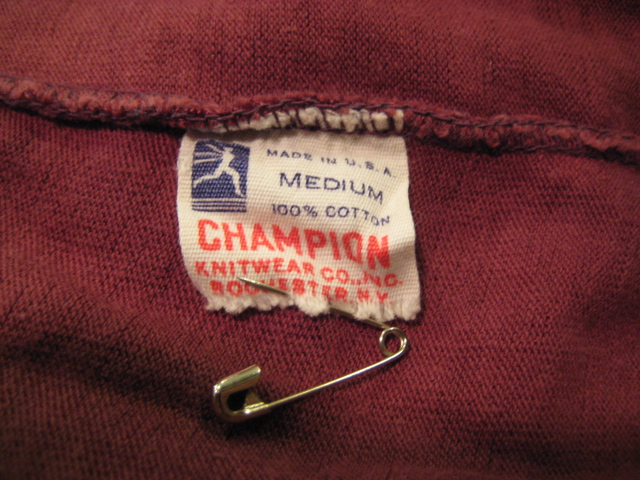 MADE IN U.S.A.
MEDIUM
100% COTTON
CHAMPION
KNITWEAR CO., INC.
ROCHESTER, N.Y.